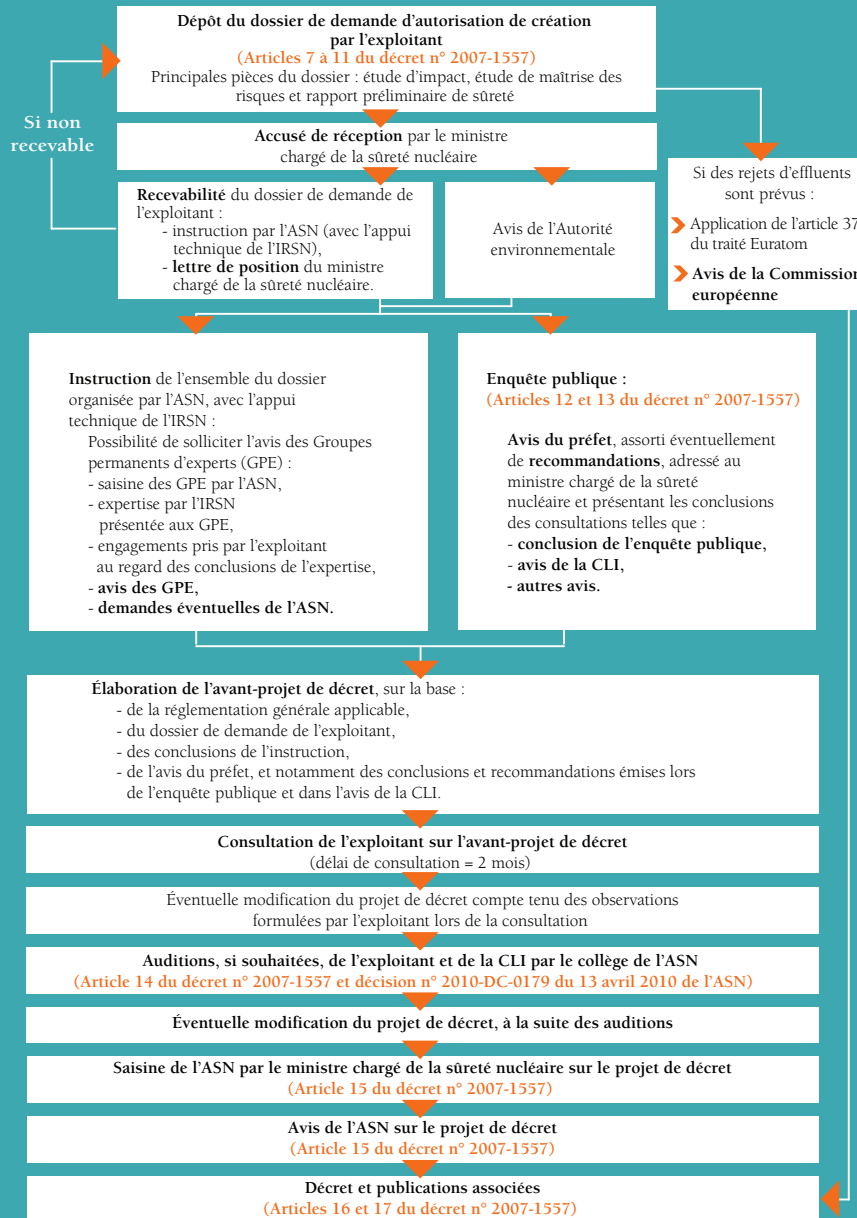 Dépôt du dossier de demande d'autorisation de création
par l'exploitant
(Articles 7 à 11 du décret n° 2007-1557)
Principales pièces du dossier : étude d'impact, étude de maîtrise des
risques et rapport préliminaire de sûreté
Si non
recevable
Accusé de réception par le ministre
chargé de la sûreté nucléaire
Recevabilité du dossier de demande de
l'exploitant :
- instruction par l'ASN (avec l'appui
technique de l'IRSN),
- lettre de position du ministre
chargé de la sûreté nucléaire.
Avis de l'Autorité
environnementale
Si des rejets d'effluents
sont prévus :
Application de l'article 37
du traité Euratom
Avis de la Commission
européenne
Instruction de l'ensemble du dossier
organisée par l'ASN, avec l'appui
technique de l'IRSN :
Possibilité de solliciter l'avis des Groupes
permanents d'experts (GPE) :
- saisine des GPE par l'ASN,
- expertise par l'IRSN
présentée aux GPE,
- engagements pris par l'exploitant
au regard des conclusions de l'expertise,
- avis des GPE,
- demandes éventuelles de l'ASN.
Enquête publique :
(Articles 12 et 13 du décret n° 2007-1557)
Avis du préfet, assorti éventuellement
de recommandations, adressé au
ministre chargé de la sûreté
nucléaire et présentant les conclusions
des consultations telles que :
- conclusion de l'enquête publique,
- avis de la CLI,
- autres avis.
Élaboration de l'avant-projet de décret, sur la base :
- de la réglementation générale applicable,
- du dossier de demande de l'exploitant,
- des conclusions de l'instruction,
- de l'avis du préfet, et notamment des conclusions et recommandations émises lors
de l'enquête publique et dans l'avis de la CLI.
Consultation de l'exploitant sur l'avant-projet de décret
(délai de consultation = 2 mois)
Éventuelle modification du projet de décret compte tenu des observations
formulées par l'exploitant lors de la consultation
Auditions, si souhaitées, de l'exploitant et de la CLI par le collège de l'ASN
(Article 14 du décret n° 2007-1557 et décision n° 2010-DC-0179 du 13 avril 2010 de l'ASN)
Éventuelle modification du projet de décret, à la suite des auditions
Saisine de l'ASN par le ministre chargé de la sûreté nucléaire sur le projet de décret
(Article 15 du décret n° 2007-1557)
Avis de l'ASN sur le projet de décret
(Article 15 du décret n° 2007-1557)
Décret et publications associées
(Articles 16 et 17 du décret n° 2007-1557)